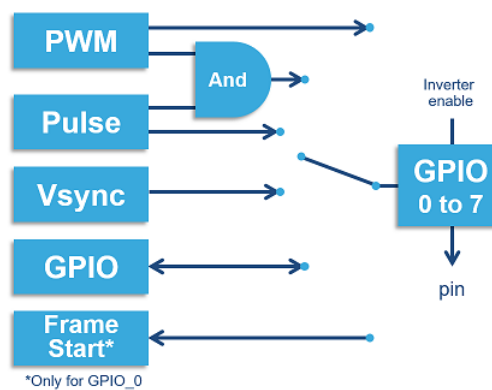 PWM
And
Pulse
Vsync
GPIO
Frame
Start*
*Only for GPIO_0
Inverter
enable
GPIO
0 to 7
pin